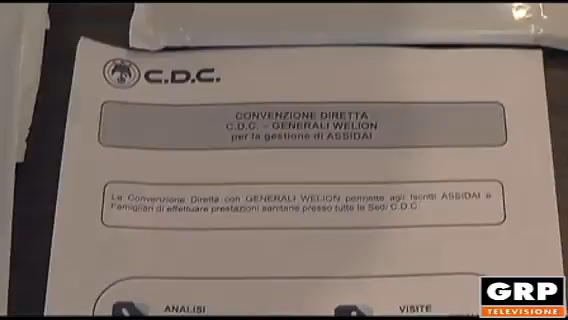 C.D.C.
CONVENZIONE DIRETTA
C.D.C. – GENERALI WELION
per la gestione di ASSIDAI
La Convenzione Diretta con GENERALI WELION permette agli Iscritti ASSIDAI e
Famigliari di effettuare prestazioni sanitarie presso tutte le Sedi C.D.C.
ANALISI
VISITE
GRP
TELEVISIONE